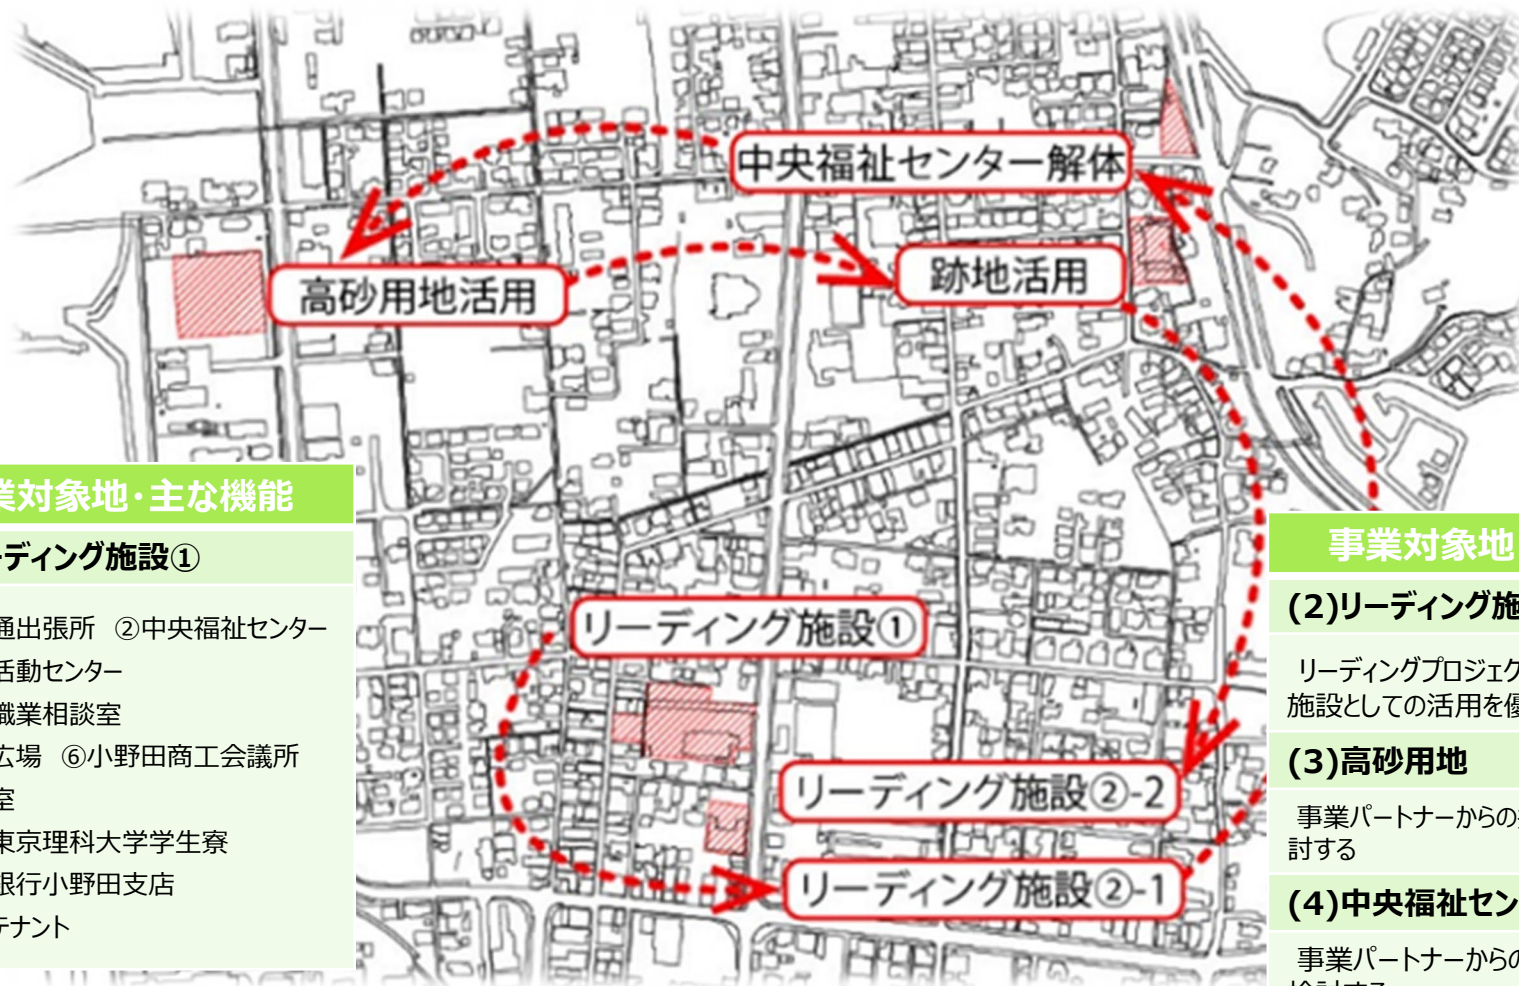 中央福祉センター解体
高砂用地活用
跡地活用
リーディング施設①
リーディング施設②-2
リーディング施設②-1
業対象地・主な機能
ーディング施設①
通出張所 ②中央福祉センター
活動センター
職業相談室
広場 ⑥小野田商工会議所
室
東京理科大学学生寮
銀行小野田支店
テナント
事業対象地
(2)リーディング施
リーディングプロジェク
施設としての活用を優
(3)高砂用地
事業パートナーからの
討する
(4)中央福祉セン
事業パートナーからの